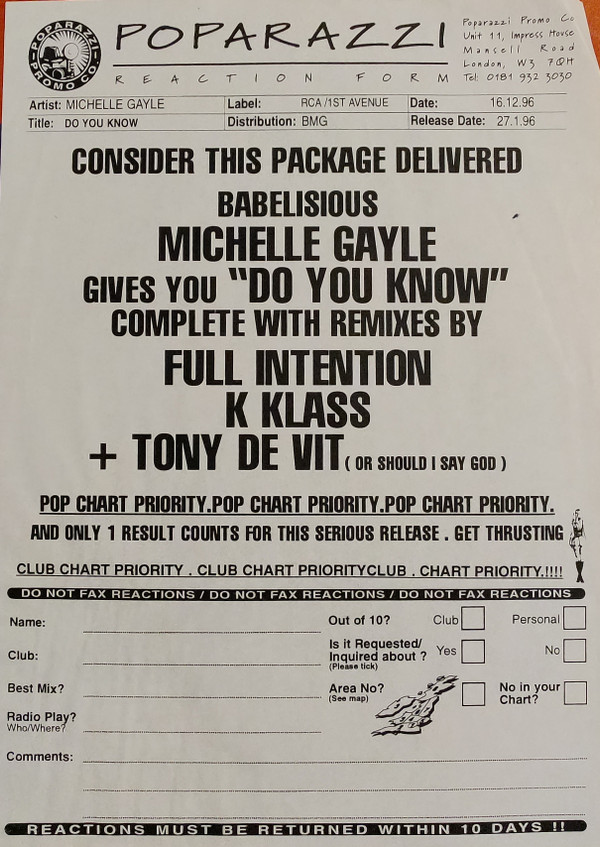 POPARAZZI
PROMO CO
POPARAZZI
REACTION FORM
Poparazzi Promo Co
Unit 11, Impress House
Mansell Road
London, W3 7QH
Tel: 0181 932 3030
Artist: MICHELLE GAYLE Label: RCA /1ST AVENUE Date: 16.12.96
Title: DO YOU KNOW Distribution: BMG Release Date: 27.1.96
CONSIDER THIS PACKAGE DELIVERED
BABELISIOUS
MICHELLE GAYLE
GIVES YOU "DO YOU KNOW"
COMPLETE WITH REMIXES BY
FULL INTENTION
K KLASS
+ TONY DE VIT ( OR SHOULD I SAY GOD )
POP CHART PRIORITY.POP CHART PRIORITY.POP CHART PRIORITY.
AND ONLY 1 RESULT COUNTS FOR THIS SERIOUS RELEASE . GET THRUSTING
CLUB CHART PRIORITY . CLUB CHART PRIORITYCLUB . CHART PRIORITY.!!!!
DO NOT FAX REACTIONS / DO NOT FAX REACTIONS / DO NOT FAX REACTIONS
Name: Out of 10? Club Personal
Club: Is it Requested/ Inquired about ? (Please tick) Yes No
Best Mix? Area No? (See map) No in your Chart?
Radio Play?
Who/Where?
Comments:
REACTIONS MUST BE RETURNED WITHIN 10 DAYS !!